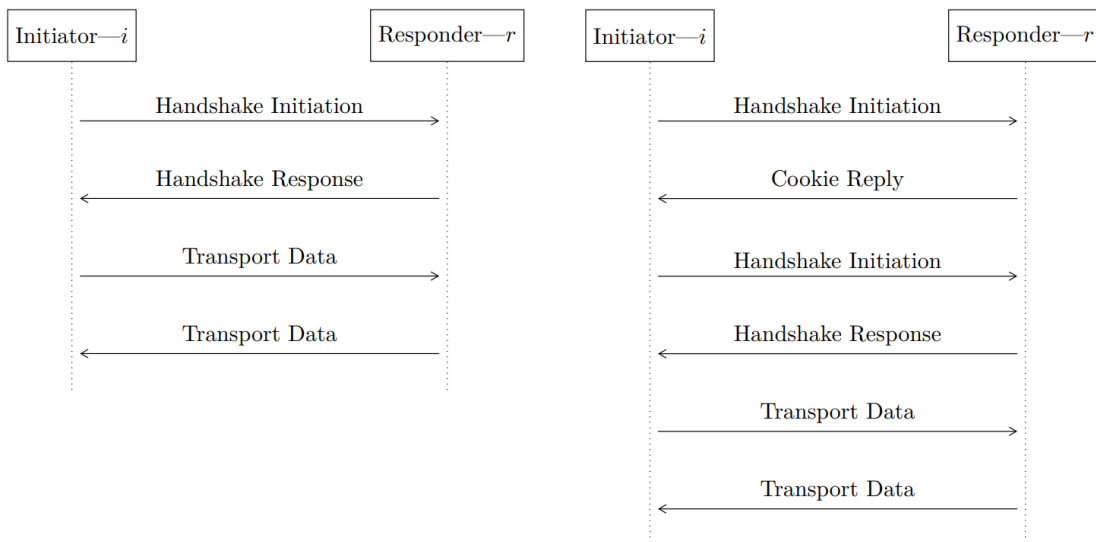 Initiator—i
Responder—r
Handshake Initiation
Handshake Response
Transport Data
Transport Data
Initiator—i
Responder—r
Handshake Initiation
Cookie Reply
Handshake Initiation
Handshake Response
Transport Data
Transport Data